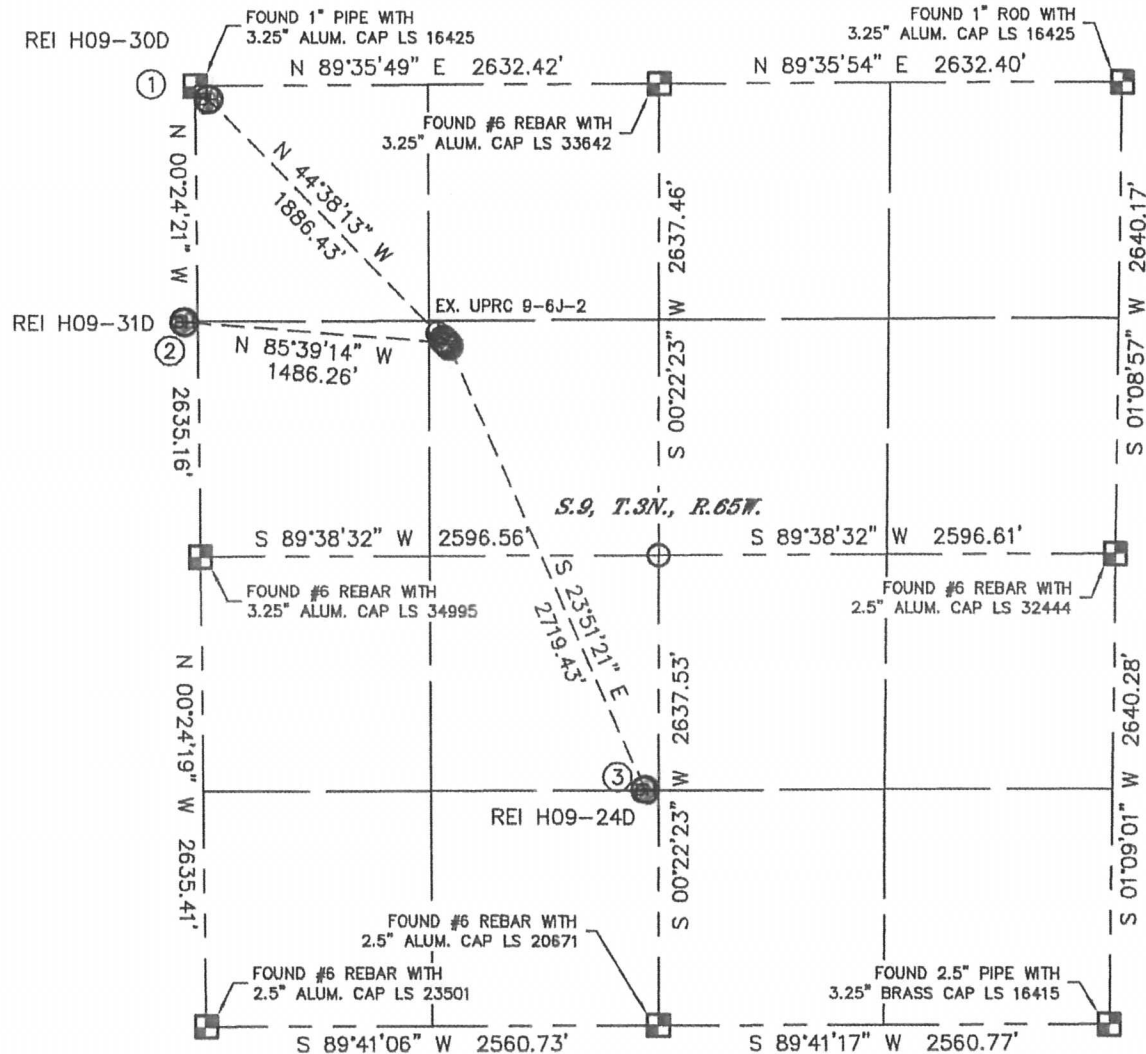 FOUND 1" PIPE WITH
3.25" ALUM. CAP LS 16425
FOUND 1" ROD WITH
3.25" ALUM. CAP LS 16425
REI H09-30D
N 89°35'49" E 2632.42'
N 89°35'54" E 2632.40'
1
FOUND #6 REBAR WITH
3.25" ALUM. CAP LS 33642
N 00°24'21" W 2635.16'
N 44°38'13" W
1886.43'
S 00°22'23" W 2637.46'
S 01°08'57" W 2640.17'
EX. UPRC 9-6J-2
REI H09-31D
2
N 85°39'14" W
1486.26'
S.9, T.3N., R.65W.
S 89°38'32" W 2596.56'
S 89°38'32" W 2596.61'
FOUND #6 REBAR WITH
3.25" ALUM. CAP LS 34995
FOUND #6 REBAR WITH
2.5" ALUM. CAP LS 32444
S 23°51'21" E
2719.43'
N 00°24'19" W 2635.41'
S 00°22'23" W 2637.53'
S 01°09'01" W 2640.28'
3
REI H09-24D
FOUND #6 REBAR WITH
2.5" ALUM. CAP LS 20671
FOUND #6 REBAR WITH
2.5" ALUM. CAP LS 23501
FOUND 2.5" PIPE WITH
3.25" BRASS CAP LS 16415
S 89°41'06" W 2560.73'
S 89°41'17" W 2560.77'